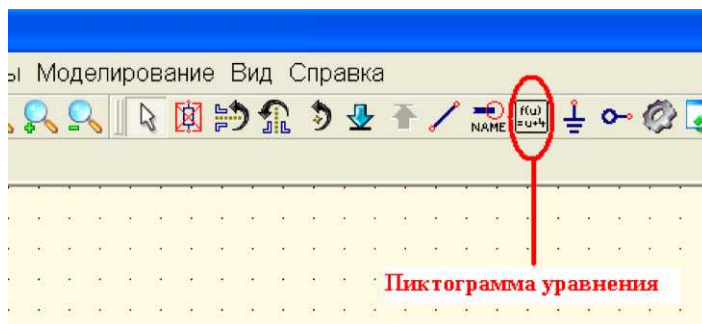 ы Моделирование Вид Справка
NAME
f(u)
=u+4
Пиктограмма уравнения